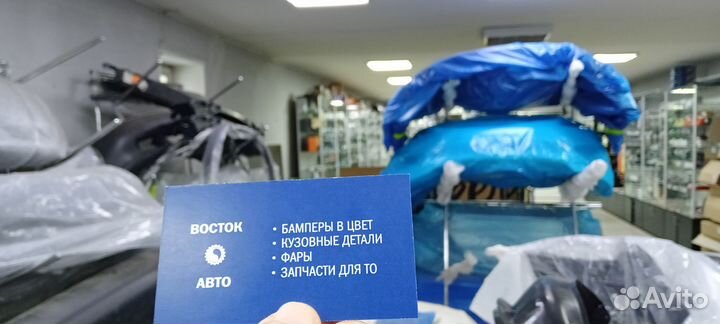 ВОСТОК
АВТО
• БАМПЕРЫ В ЦВЕТ
• КУЗОВНЫЕ ДЕТАЛИ
• ФАРЫ
• ЗАПЧАСТИ ДЛЯ ТО
Avito